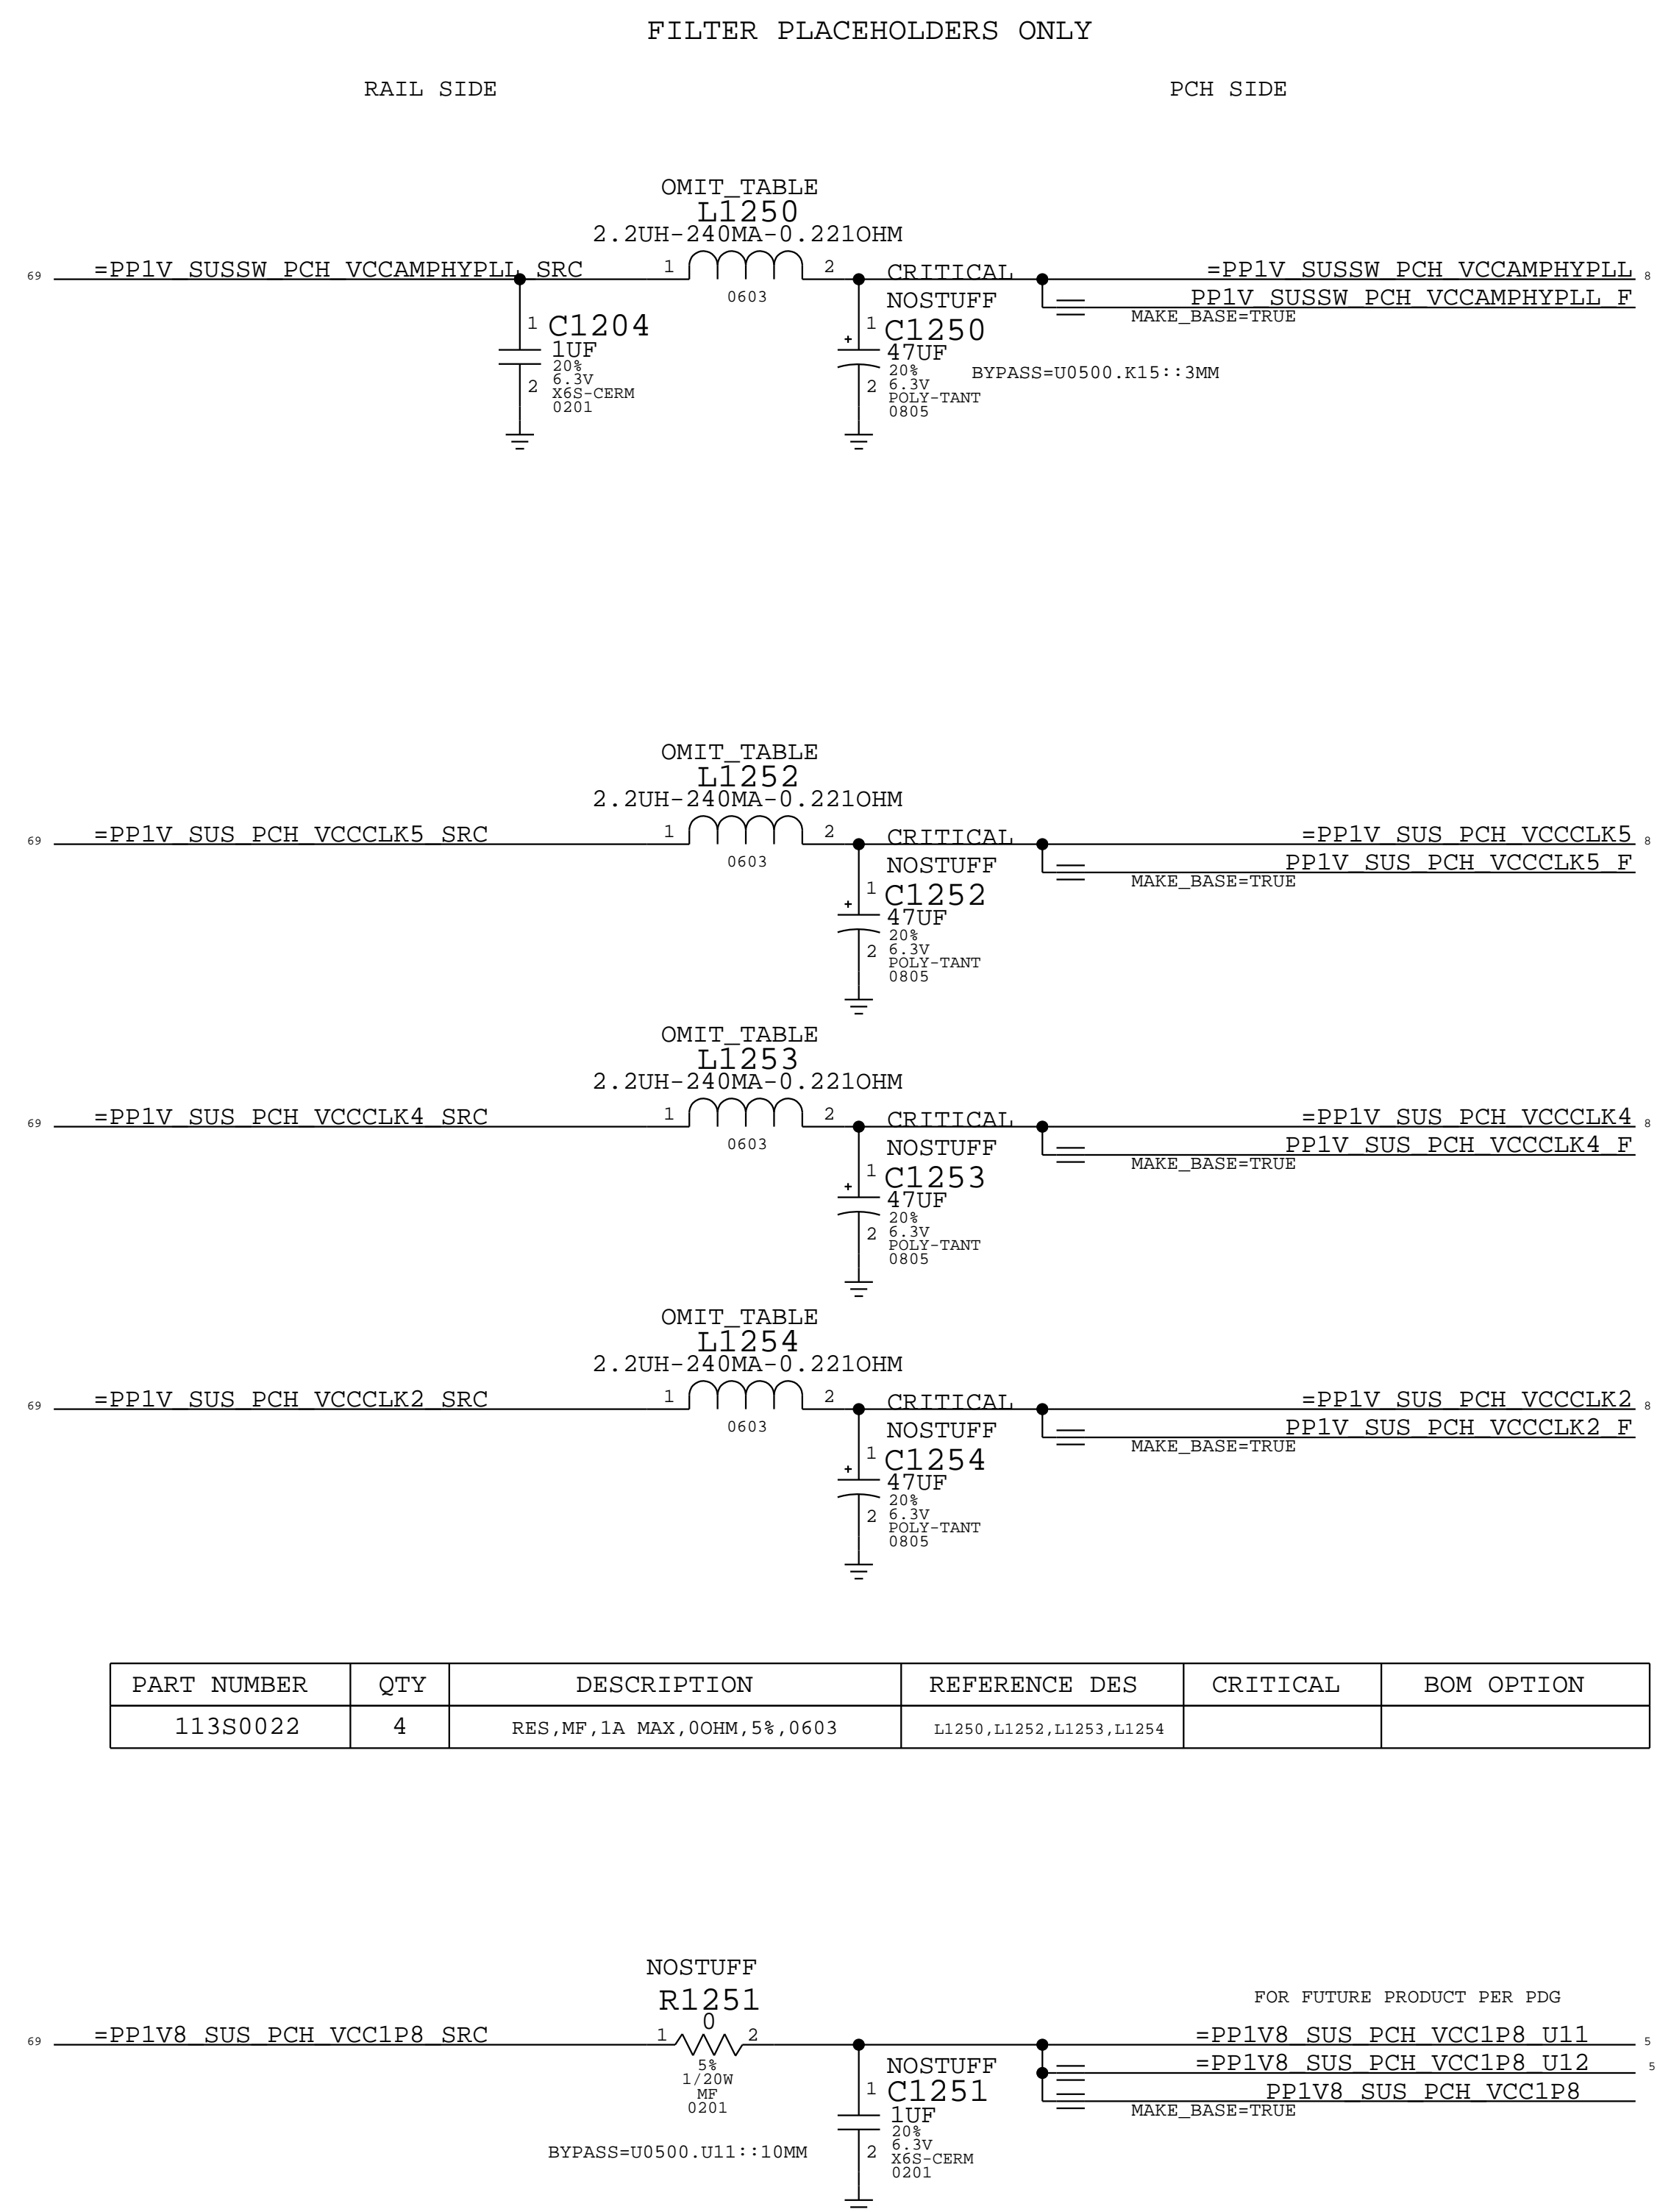 FILTER PLACEHOLDERS ONLY
RAIL SIDE
PCH SIDE
OMIT_TABLE
L1250
2.2UH-240MA-0.221OHM
69
=PP1V_SUSSW_PCH_VCCAMPHYPLL_SRC
1
2
0603
CRITICAL
=PP1V_SUSSW_PCH_VCCAMPHYPLL
8
NOSTUFF
PP1V_SUSSW_PCH_VCCAMPHYPLL_F
MAKE_BASE=TRUE
1
C1204
1UF
20%
6.3V
2
X6S-CERM
0201
1
C1250
+
47UF
20%
2
6.3V
POLY-TANT
0805
BYPASS=U0500.K15::3MM
OMIT_TABLE
L1252
2.2UH-240MA-0.221OHM
69
=PP1V_SUS_PCH_VCCCLK5_SRC
1
2
0603
CRITICAL
=PP1V_SUS_PCH_VCCCLK5
8
NOSTUFF
PP1V_SUS_PCH_VCCCLK5_F
MAKE_BASE=TRUE
1
C1252
+
47UF
20%
2
6.3V
POLY-TANT
0805
OMIT_TABLE
L1253
2.2UH-240MA-0.221OHM
69
=PP1V_SUS_PCH_VCCCLK4_SRC
1
2
0603
CRITICAL
=PP1V_SUS_PCH_VCCCLK4
8
NOSTUFF
PP1V_SUS_PCH_VCCCLK4_F
MAKE_BASE=TRUE
1
C1253
+
47UF
20%
2
6.3V
POLY-TANT
0805
OMIT_TABLE
L1254
2.2UH-240MA-0.221OHM
69
=PP1V_SUS_PCH_VCCCLK2_SRC
1
2
0603
CRITICAL
=PP1V_SUS_PCH_VCCCLK2
8
NOSTUFF
PP1V_SUS_PCH_VCCCLK2_F
MAKE_BASE=TRUE
1
C1254
+
47UF
20%
2
6.3V
POLY-TANT
0805
PART NUMBER QTY DESCRIPTION REFERENCE DES CRITICAL BOM OPTION
113S0022 4 RES,MF,1A MAX,0OHM,5%,0603 L1250,L1252,L1253,L1254
NOSTUFF
R1251
0
69
=PP1V8_SUS_PCH_VCC1P8_SRC
1
2
5%
1/20W
MF
0201
FOR FUTURE PRODUCT PER PDG
=PP1V8_SUS_PCH_VCC1P8_U11
5
=PP1V8_SUS_PCH_VCC1P8_U12
5
PP1V8_SUS_PCH_VCC1P8
MAKE_BASE=TRUE
NOSTUFF
1
C1251
1UF
20%
6.3V
2
X6S-CERM
0201
BYPASS=U0500.U11::10MM